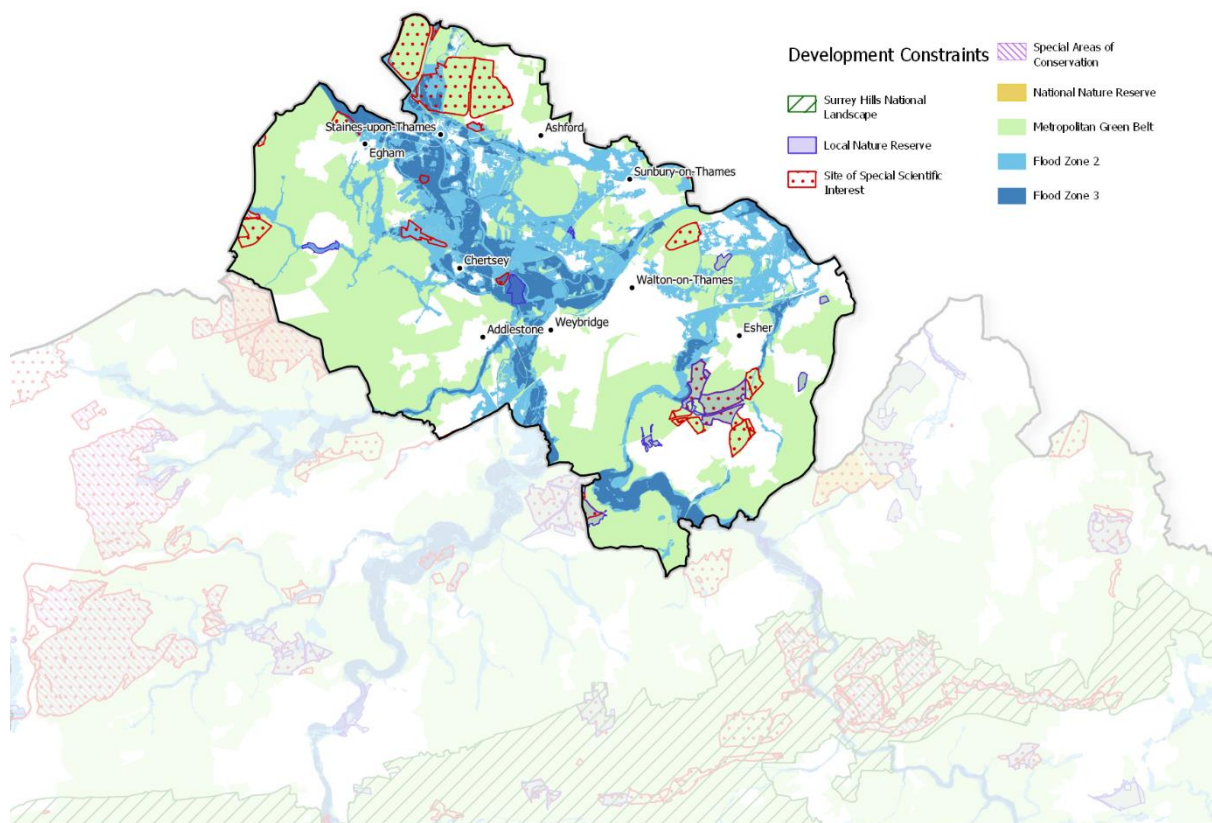 Development Constraints
Surrey Hills National
Landscape
Local Nature Reserve
Site of Special Scientific
Interest
Special Areas of
Conservation
National Nature Reserve
Metropolitan Green Belt
Flood Zone 2
Flood Zone 3
Staines-upon-Thames
Ashford
Egham
Sunbury-on-Thames
Chertsey
Walton-on-Thames
Addlestone
Weybridge
Esher